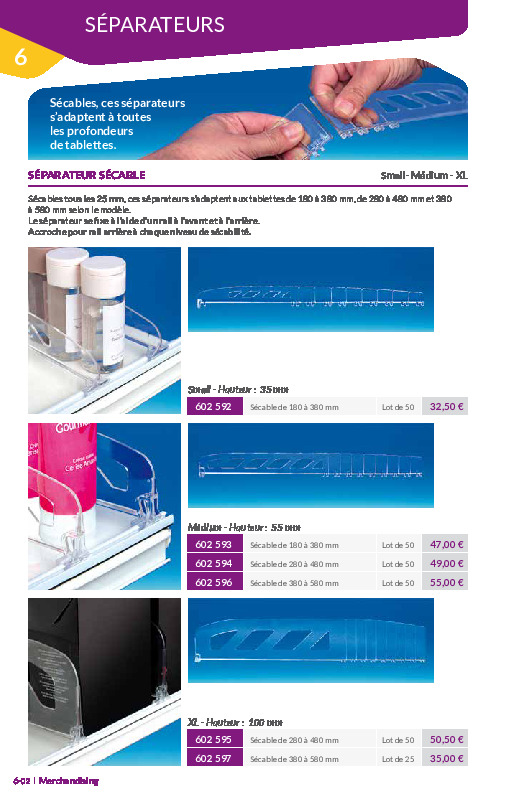 SÉPARATEURS
6
Sécables, ces séparateurs
s'adaptent à toutes
les profondeurs
de tablettes.
SÉPARATEUR SÉCABLE Small - Médium - XL
Sécables tous les 25 mm, ces séparateurs s'adaptent aux tablettes de 180 à 380 mm, de 280 à 480 mm et 380
à 580 mm selon le modèle.
Le séparateur se fixe à l'aide d'un rail à l'avant et à l'arrière.
Accroche pour rail arrière à chaque niveau de sécabilité.
Small - Hauteur : 35 mm
602 592 Sécable de 180 à 380 mm Lot de 50 32,50 €
Gourm
Médium - Hauteur : 55 mm
602 593 Sécable de 180 à 380 mm Lot de 50 47,00 €
602 594 Sécable de 280 à 480 mm Lot de 50 49,00 €
602 596 Sécable de 380 à 580 mm Lot de 50 55,00 €
XL - Hauteur : 100 mm
602 595 Sécable de 280 à 480 mm Lot de 50 50,50 €
602 597 Sécable de 380 à 580 mm Lot de 25 35,00 €
6-02 | Merchandising